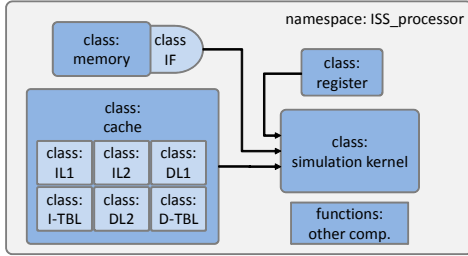 namespace: ISS_processor
class:
memory
class
IF
class:
register
class:
cache
class:
IL1
class:
IL2
class:
DL1
class:
I-TBL
class:
DL2
class:
D-TBL
class:
simulation kernel
functions:
other comp.